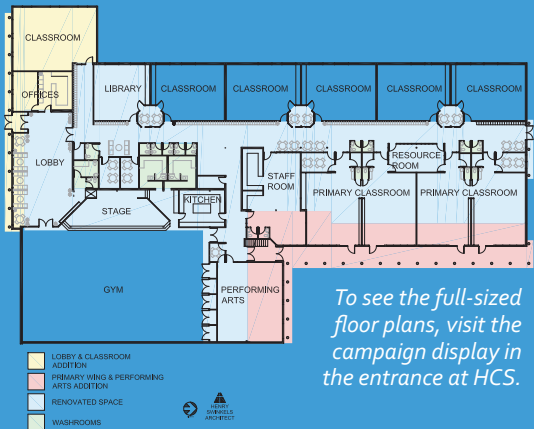 CLASSROOM
OFFICES
LIBRARY
CLASSROOM
CLASSROOM
CLASSROOM
CLASSROOM
CLASSROOM
LOBBY
STAGE
KITCHEN
STAFF
ROOM
RESOURCE
ROOM
PRIMARY CLASSROOM
PRIMARY CLASSROOM
GYM
PERFORMING
ARTS
To see the full-sized
floor plans, visit the
campaign display in
the entrance at HCS.
LOBBY & CLASSROOM
ADDITION
PRIMARY WING & PERFORMING
ARTS ADDITION
RENOVATED SPACE
WASHROOMS
HENRY
SWINKELS
ARCHITECT